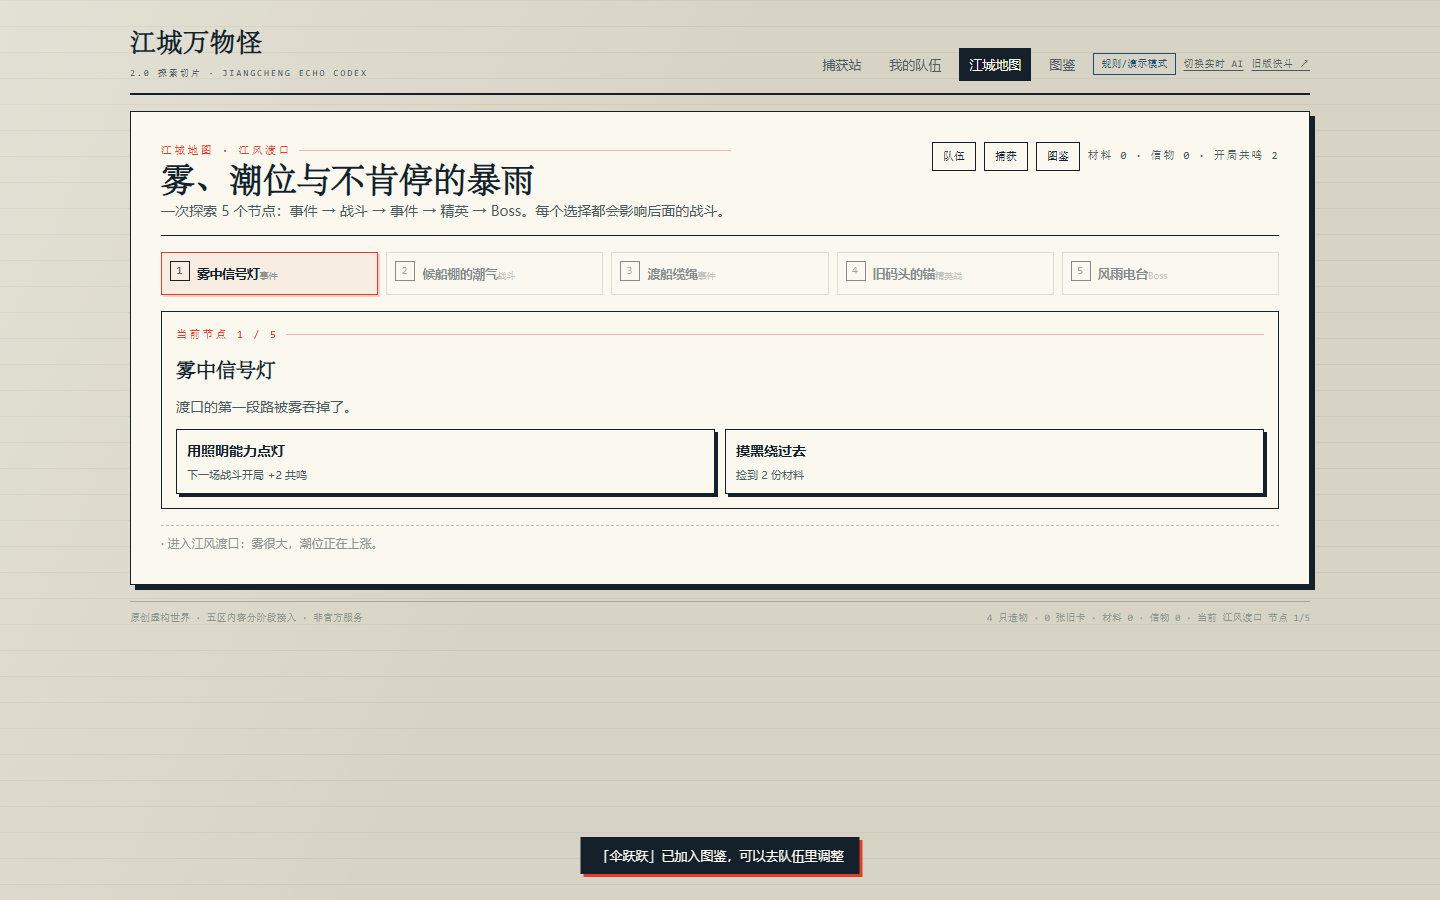 江城万物怪
2.0 探索切片 · JIANGCHENG ECHO CODEX
捕获站 我的队伍 江城地图 图鉴 规则/演示模式 切换实时 AI 旧版快斗 ↗
江城地图 · 江风渡口
雾、潮位与不肯停的暴雨
一次探索 5 个节点：事件 → 战斗 → 事件 → 精英 → Boss。每个选择都会影响后面的战斗。
队伍 捕获 图鉴 材料 0 · 信物 0 · 开局共鸣 2
1 雾中信号灯事件
2 候船棚的潮气战斗
3 渡船缆绳事件
4 旧码头的锚精英战
5 风雨电台Boss
当前节点 1 / 5
雾中信号灯
渡口的第一段路被雾吞掉了。
用照明能力点灯
下一场战斗开局 +2 共鸣
摸黑绕过去
捡到 2 份材料
· 进入江风渡口：雾很大，潮位正在上涨。
原创虚构世界 · 五区内容分阶段接入 · 非官方服务
4 只造物 · 0 张旧卡 · 材料 0 · 信物 0 · 当前 江风渡口 节点 1/5
「伞跃跃」已加入图鉴，可以去队伍里调整